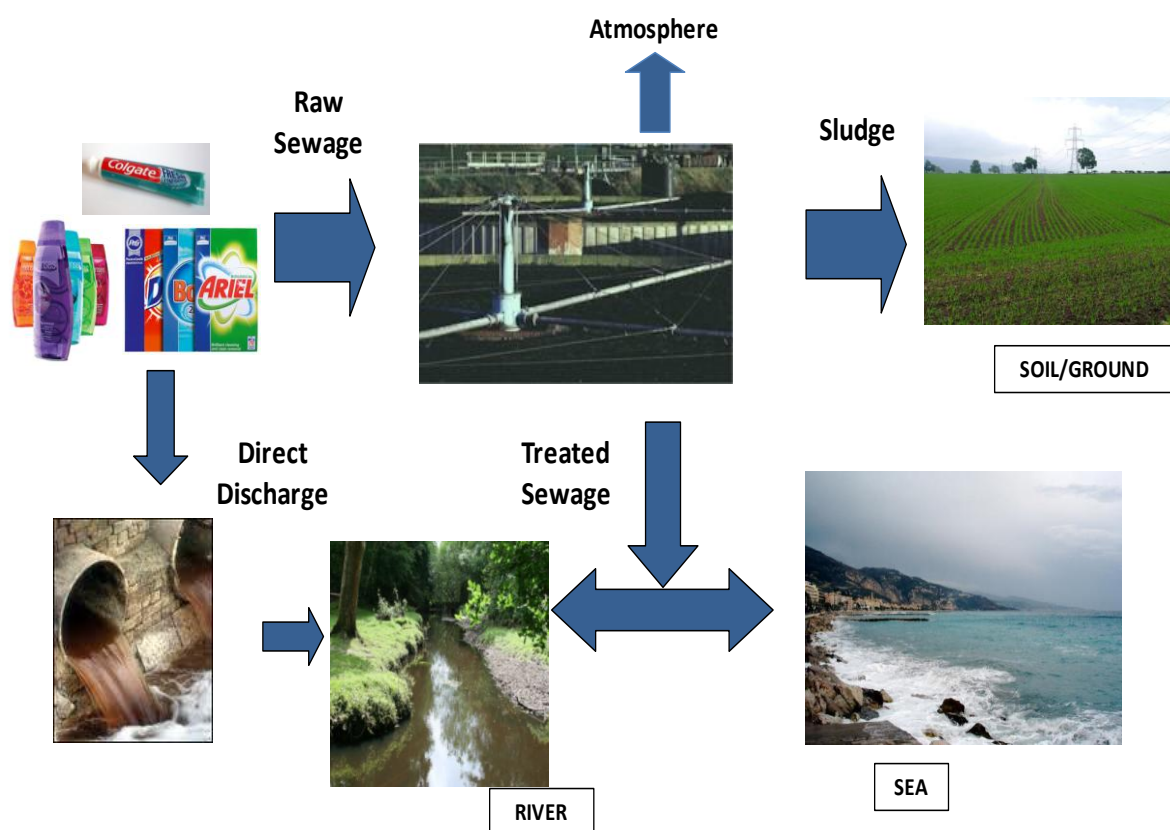 Atmosphere
Raw
Sewage
Sludge
Colgate
ARIEL
SOIL/GROUND
Direct
Discharge
Treated
Sewage
RIVER
SEA